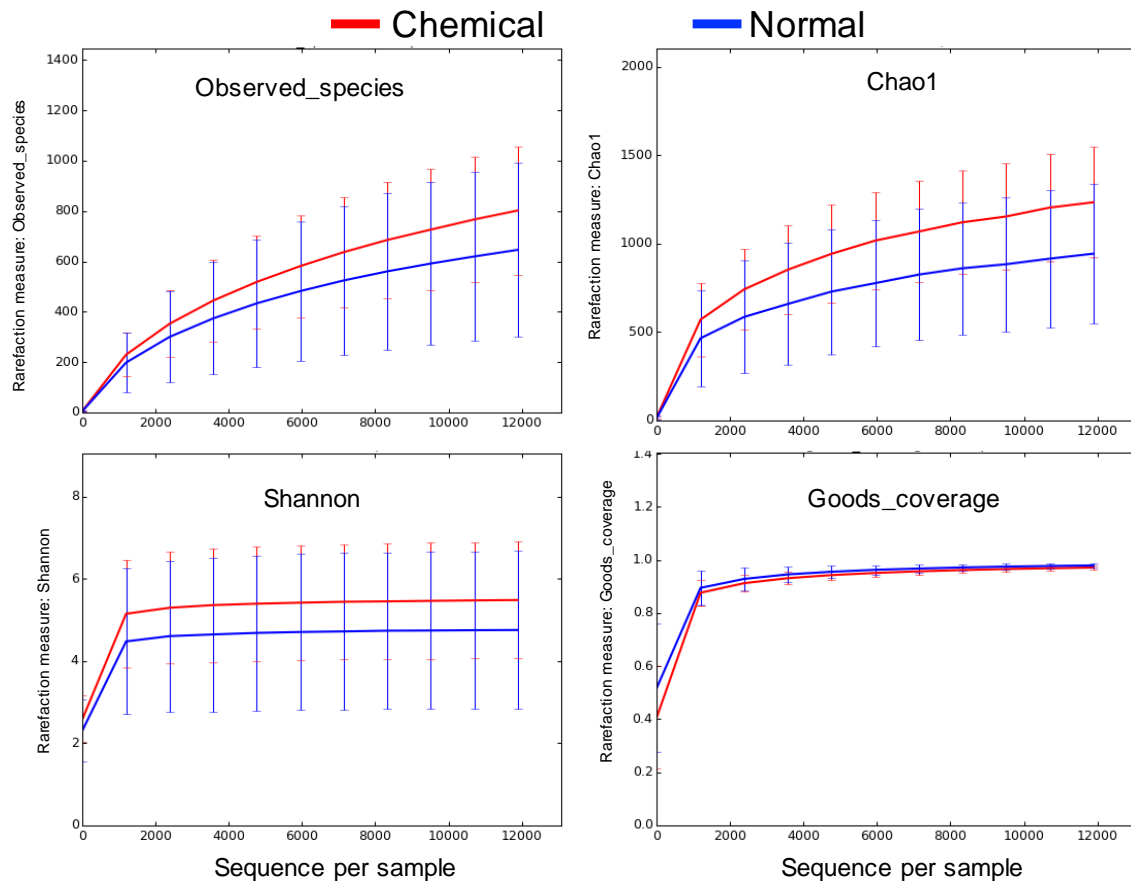 Chemical Normal
Observed_species
Rarefaction measure: Observed_species
1400
1200
1000
800
600
400
200
0
0 2000 4000 6000 8000 10000 12000
Chao1
Rarefaction measure: Chao1
2000
1500
1000
500
0
0 2000 4000 6000 8000 10000 12000
Shannon
Rarefaction measure: Shannon
8
6
4
2
0
0 2000 4000 6000 8000 10000 12000
Sequence per sample
Goods_coverage
Rarefaction measure: Goods_coverage
1.4
1.2
1.0
0.8
0.6
0.4
0.2
0.0
0 2000 4000 6000 8000 10000 12000
Sequence per sample